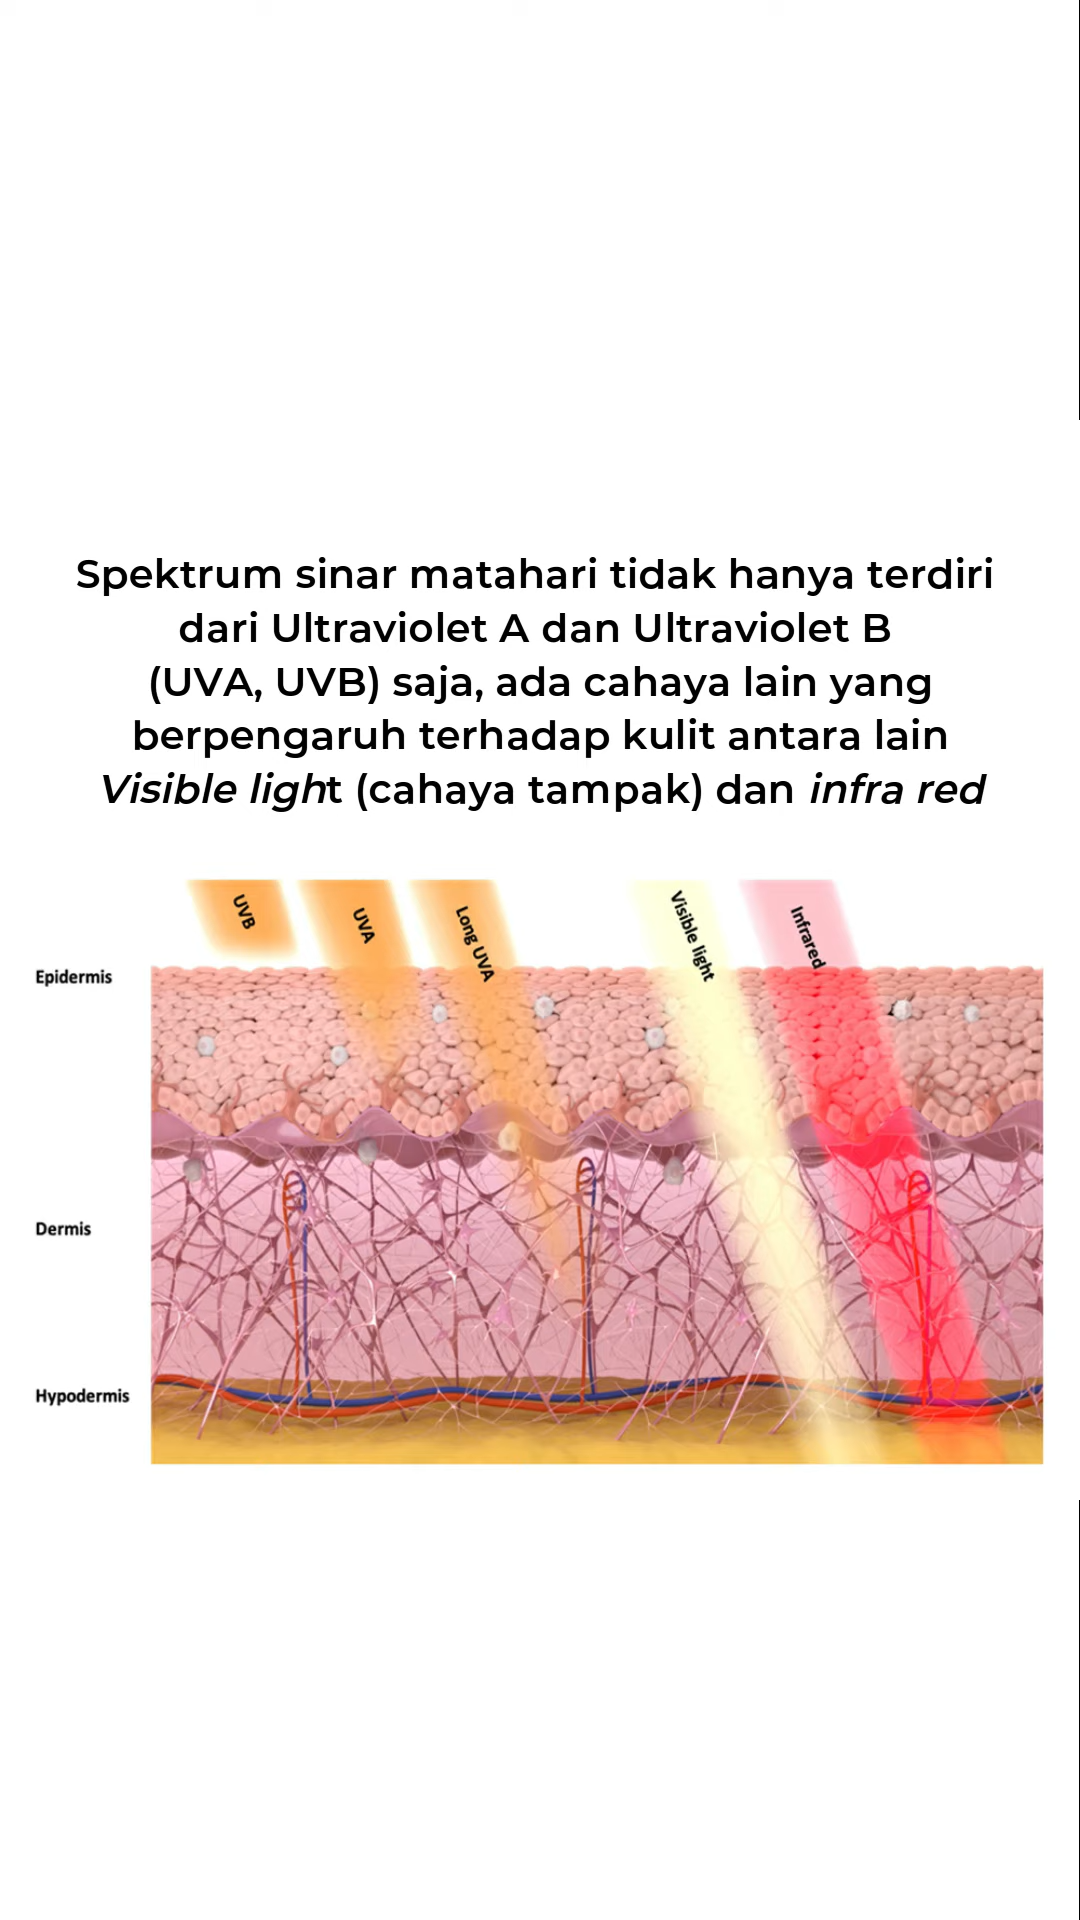 Spektrum sinar matahari tidak hanya terdiri
dari Ultraviolet A dan Ultraviolet B
(UVA, UVB) saja, ada cahaya lain yang
berpengaruh terhadap kulit antara lain
Visible light (cahaya tampak) dan infra red
UVB
UVA
Long UVA
Visible light
Infrared
Epidermis
Dermis
Hypodermis